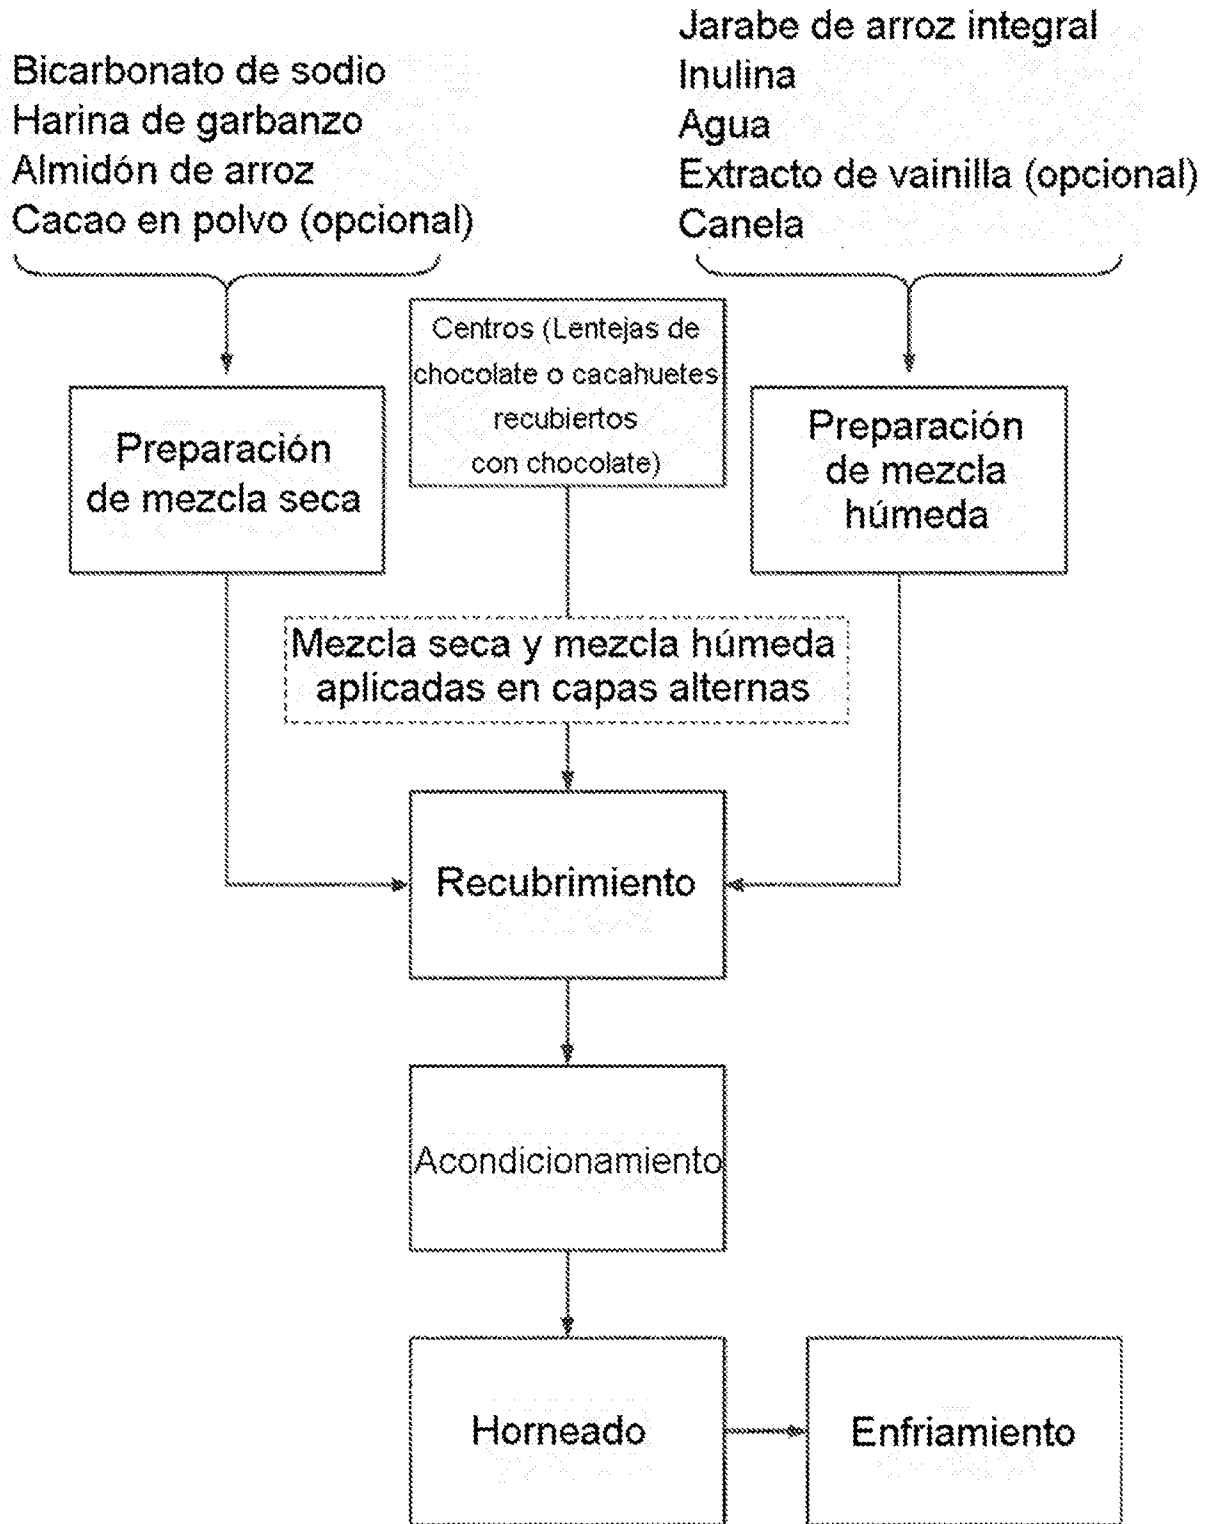 Bicarbonato de sodio
Harina de garbanzo
Almidón de arroz
Cacao en polvo (opcional)
Jarabe de arroz integral
Inulina
Agua
Extracto de vainilla (opcional)
Canela
Preparación
de mezcla seca
Centros (Lentejas de
chocolate o cacahuetes
recubiertos
con chocolate)
Preparación
de mezcla
húmeda
Mezcla seca y mezcla húmeda
aplicadas en capas alternas
Recubrimiento
Acondicionamiento
Horneado
Enfriamiento